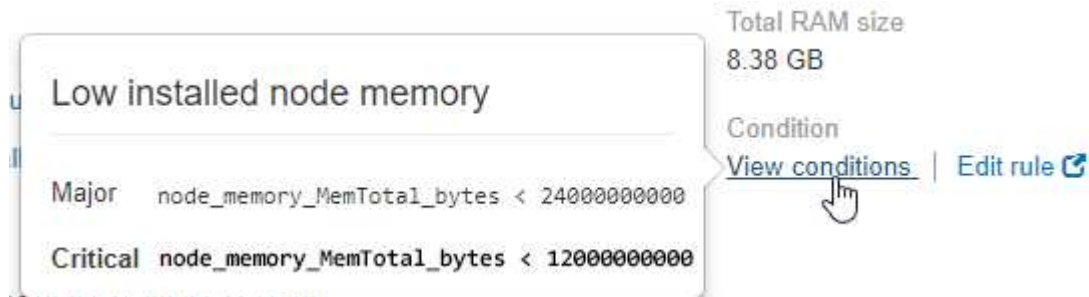 Total RAM size
8.38 GB
Low installed node memory
Condition
View conditions | Edit rule
Major node_memory_MemTotal_bytes < 24000000000
Critical node_memory_MemTotal_bytes < 12000000000